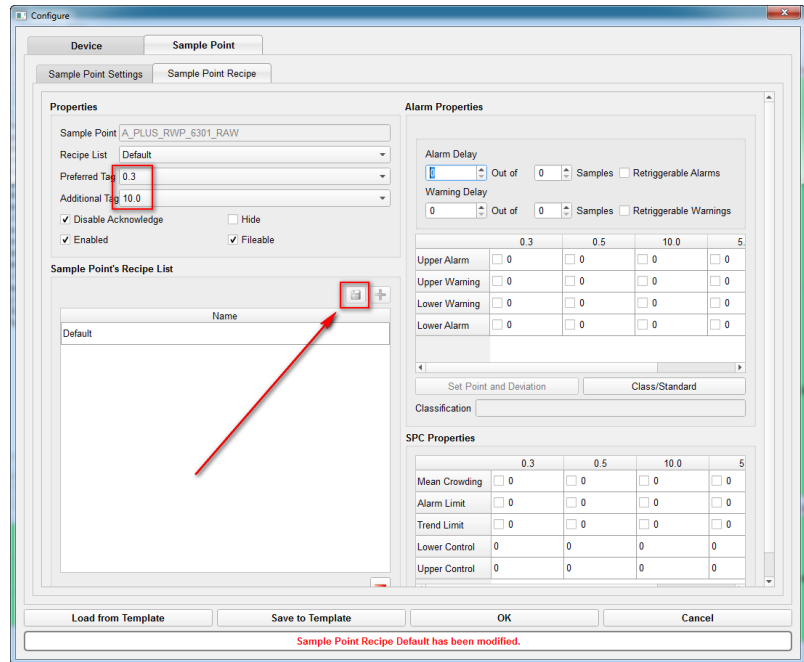 Configure
Device Sample Point
Sample Point Settings Sample Point Recipe
Properties
Sample Point A_PLUS_RWP_6301_RAW
Recipe List Default
Preferred Tag 0.3
Additional Tag 10.0
Disable Acknowledge Hide
Enabled Fileable
Sample Point's Recipe List
Name
Default
Alarm Properties
Alarm Delay
0 Out of 0 Samples Retriggerable Alarms
Warning Delay
0 Out of 0 Samples Retriggerable Warnings
0.3 0.5 10.0 5.
Upper Alarm 0 0 0 0
Upper Warning 0 0 0 0
Lower Warning 0 0 0 0
Lower Alarm 0 0 0 0
Set Point and Deviation Class/Standard
Classification
SPC Properties
0.3 0.5 10.0 5
Mean Crowding 0 0 0 0
Alarm Limit 0 0 0 0
Trend Limit 0 0 0 0
Lower Control 0 0 0 0
Upper Control 0 0 0 0
Load from Template Save to Template OK Cancel
Sample Point Recipe Default has been modified.